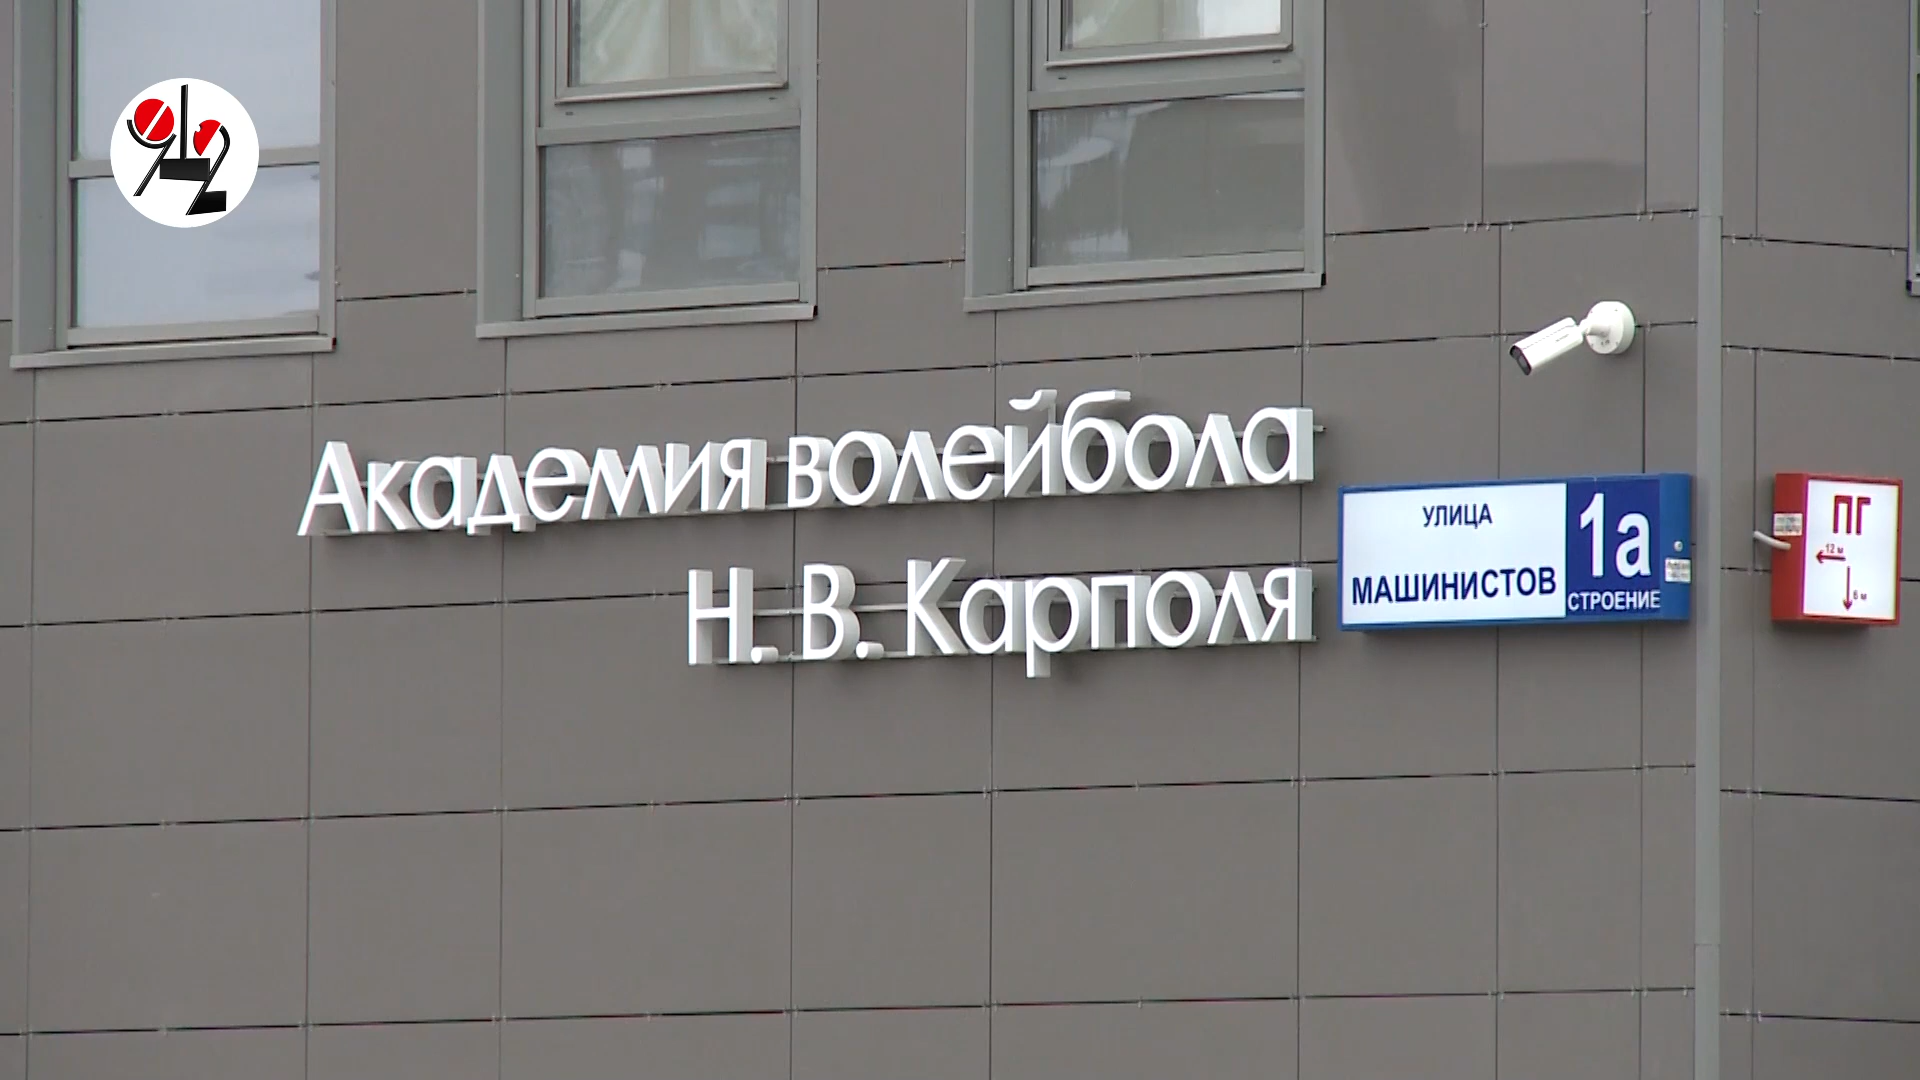 Академия волейбола
Н. В. Карполя
УЛИЦА
МАШИНИСТОВ
1а
СТРОЕНИЕ
ПГ
12 м
6 м